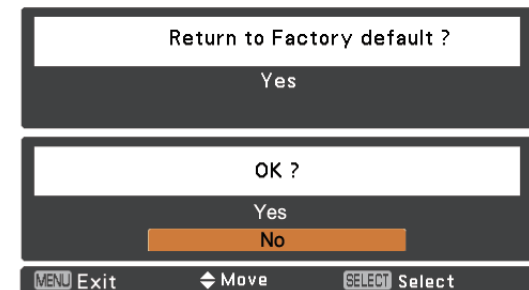 Return to Factory default ?
Yes
OK ?
Yes
No
MENU Exit Move SELECT Select